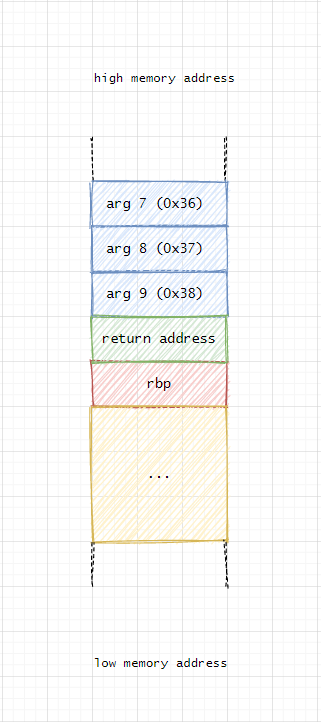 high memory address
arg 7 (0x36)
arg 8 (0x37)
arg 9 (0x38)
return address
rbp
...
low memory address